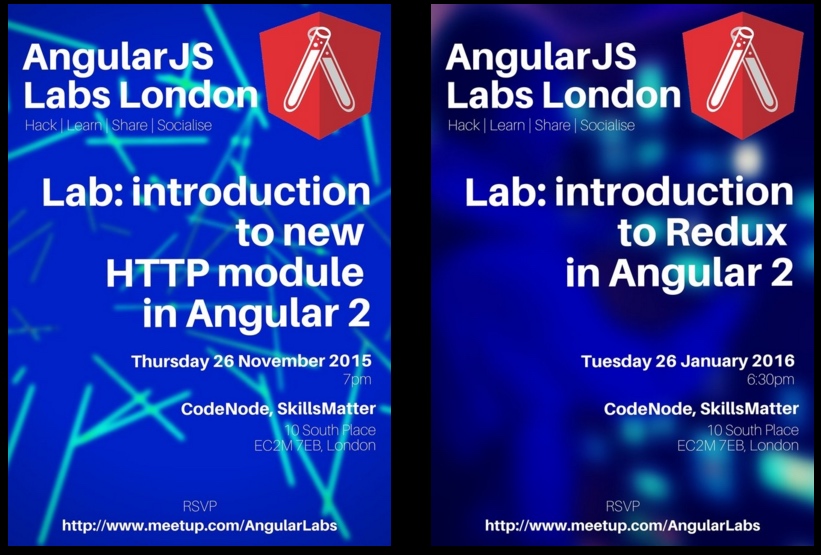 AngularJS
Labs London
Hack | Learn | Share | Socialise
Lab: introduction
to new
HTTP module
in Angular 2
Thursday 26 November 2015
7pm
CodeNode, SkillsMatter
10 South Place
EC2M 7EB, London
RSVP
http://www.meetup.com/AngularLabs
AngularJS
Labs London
Hack | Learn | Share | Socialise
Lab: introduction
to Redux
in Angular 2
Tuesday 26 January 2016
6:30pm
CodeNode, SkillsMatter
10 South Place
EC2M 7EB, London
RSVP
http://www.meetup.com/AngularLabs